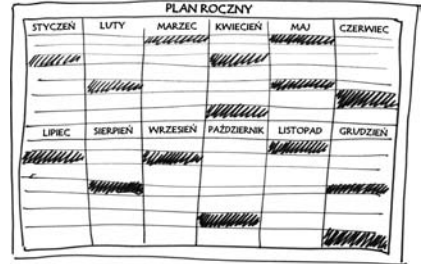 PLAN ROCZNY
STYCZEŃ LUTY MARZEC KWIECIEŃ MAJ CZERWIEC
LIPIEC SIERPIEŃ WRZESIEŃ PAŹDZIERNIK LISTOPAD GRUDZIEŃ